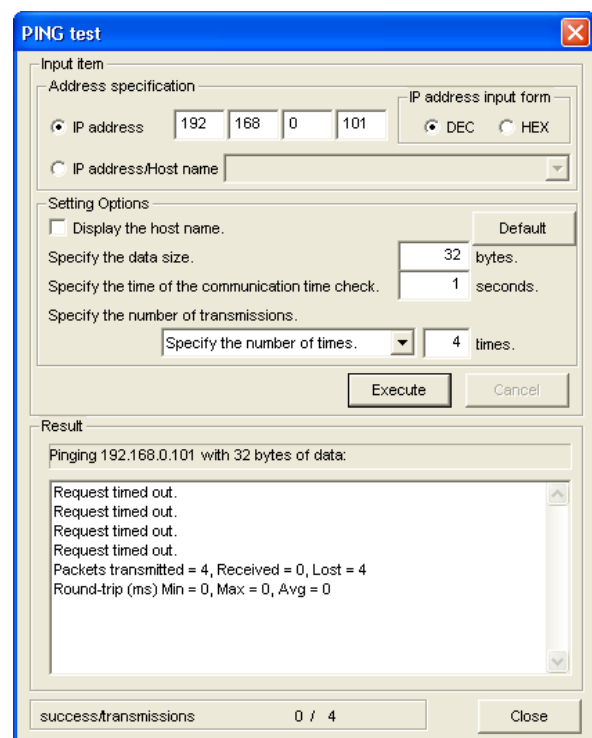 PING test
Input item
Address specification
IP address 192 168 0 101
IP address input form
DEC HEX
IP address/Host name
Setting Options
Display the host name.
Default
Specify the data size. 32 bytes.
Specify the time of the communication time check. 1 seconds.
Specify the number of transmissions.
Specify the number of times. 4 times.
Execute Cancel
Result
Pinging 192.168.0.101 with 32 bytes of data:
Request timed out.
Request timed out.
Request timed out.
Request timed out.
Packets transmitted = 4, Received = 0, Lost = 4
Round-trip (ms) Min = 0, Max = 0, Avg = 0
success/transmissions 0 / 4
Close